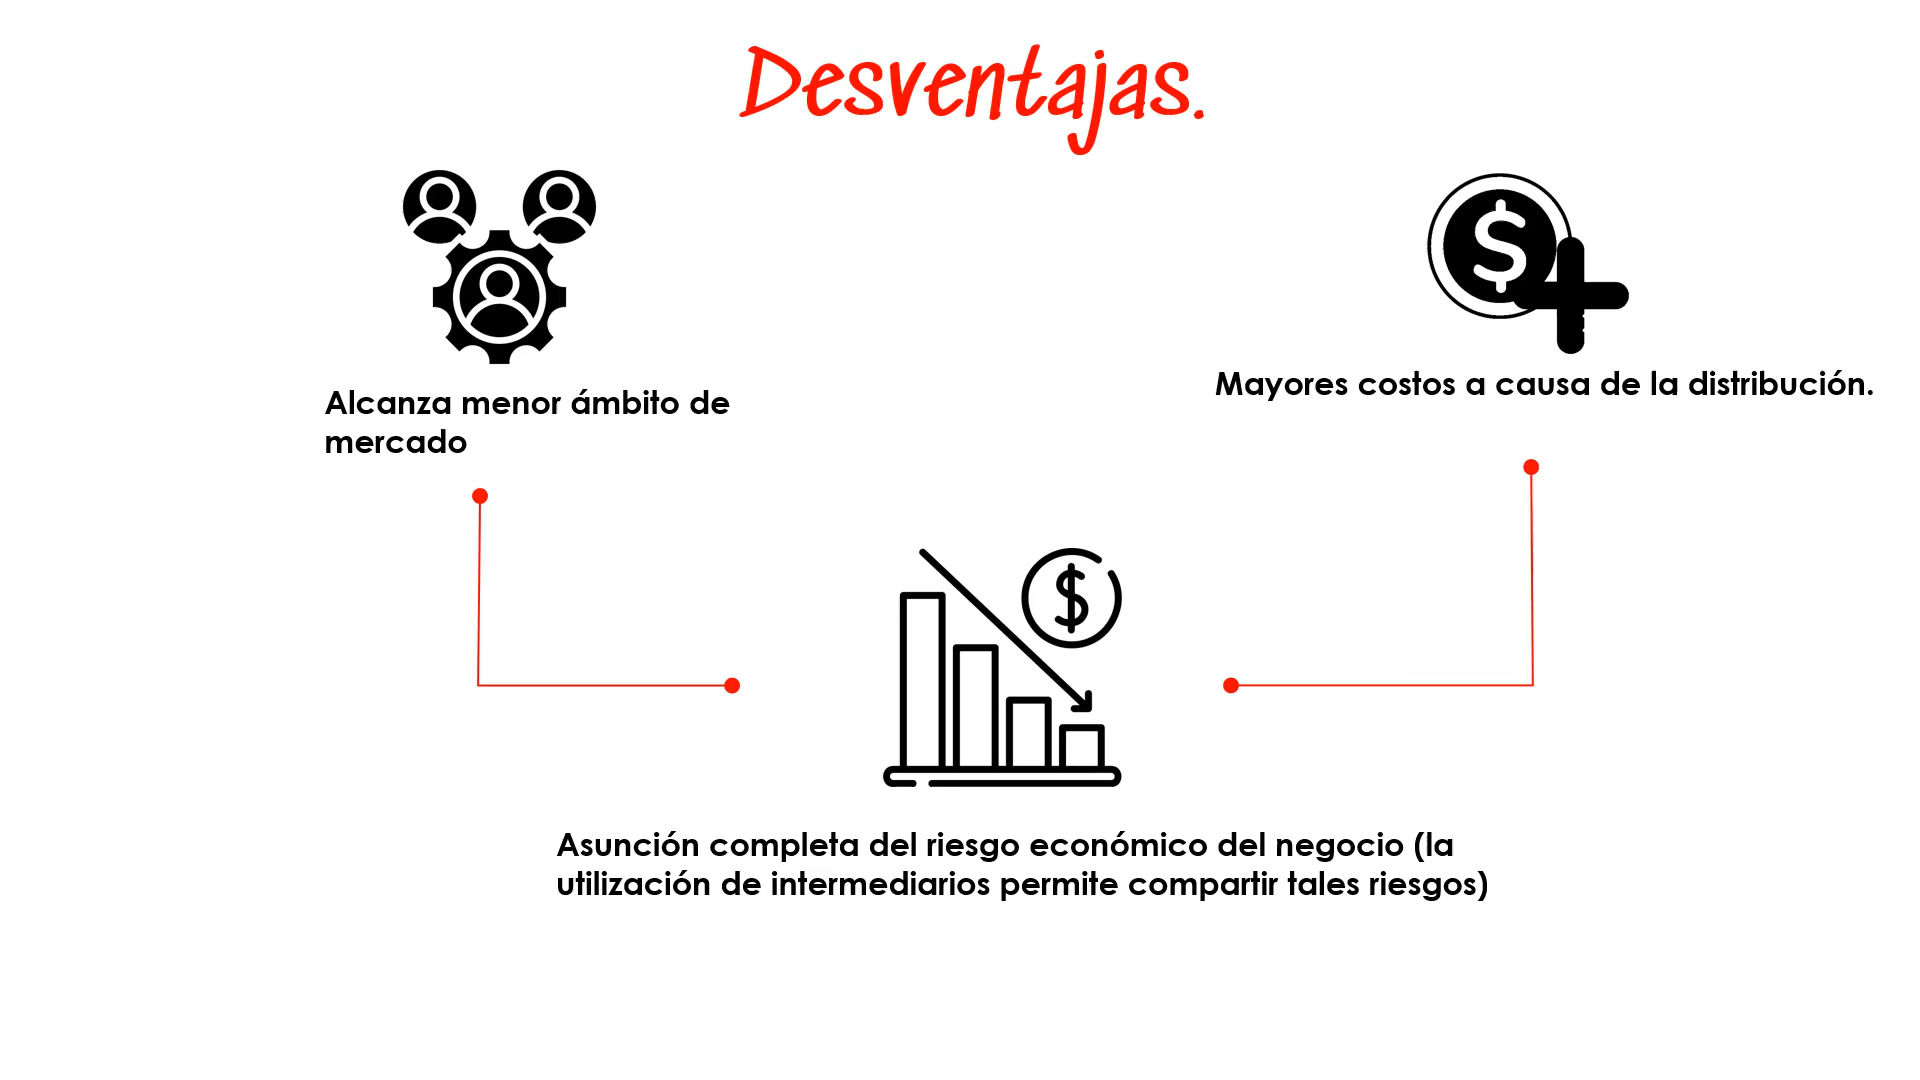 Desventajas.
Alcanza menor ámbito de
mercado
Mayores costos a causa de la distribución.
Asunción completa del riesgo económico del negocio (la
utilización de intermediarios permite compartir tales riesgos)